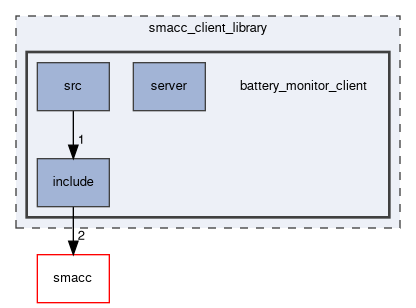 smacc_client_library
src
server
battery_monitor_client
1
include
2
smacc